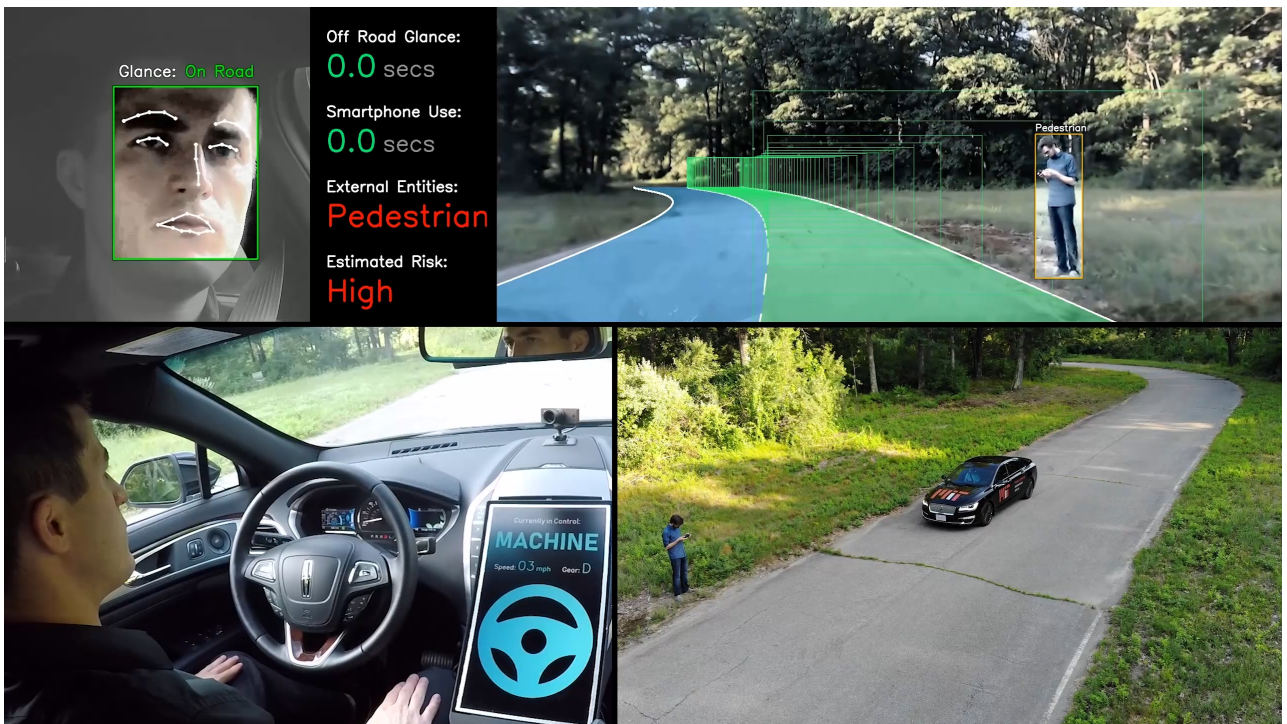 Glance: On Road
Off Road Glance:
0.0 secs
Smartphone Use:
0.0 secs
External Entities:
Pedestrian
Estimated Risk:
High
Pedestrian
Currently in Control:
MACHINE
Speed: 03 mph Gear: D
MIT